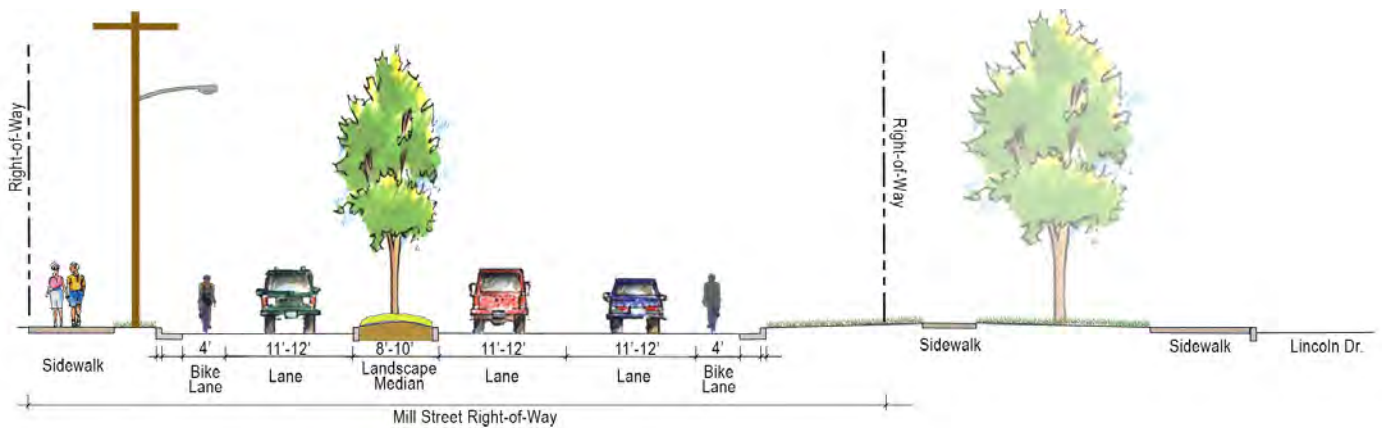 Right-of-Way
Right-of-Way
4'
11'-12'
8'-10'
11'-12'
11'-12'
4'
Sidewalk
Bike
Lane
Lane
Landscape
Median
Lane
Lane
Bike
Lane
Sidewalk
Sidewalk
Lincoln Dr.
Mill Street Right-of-Way